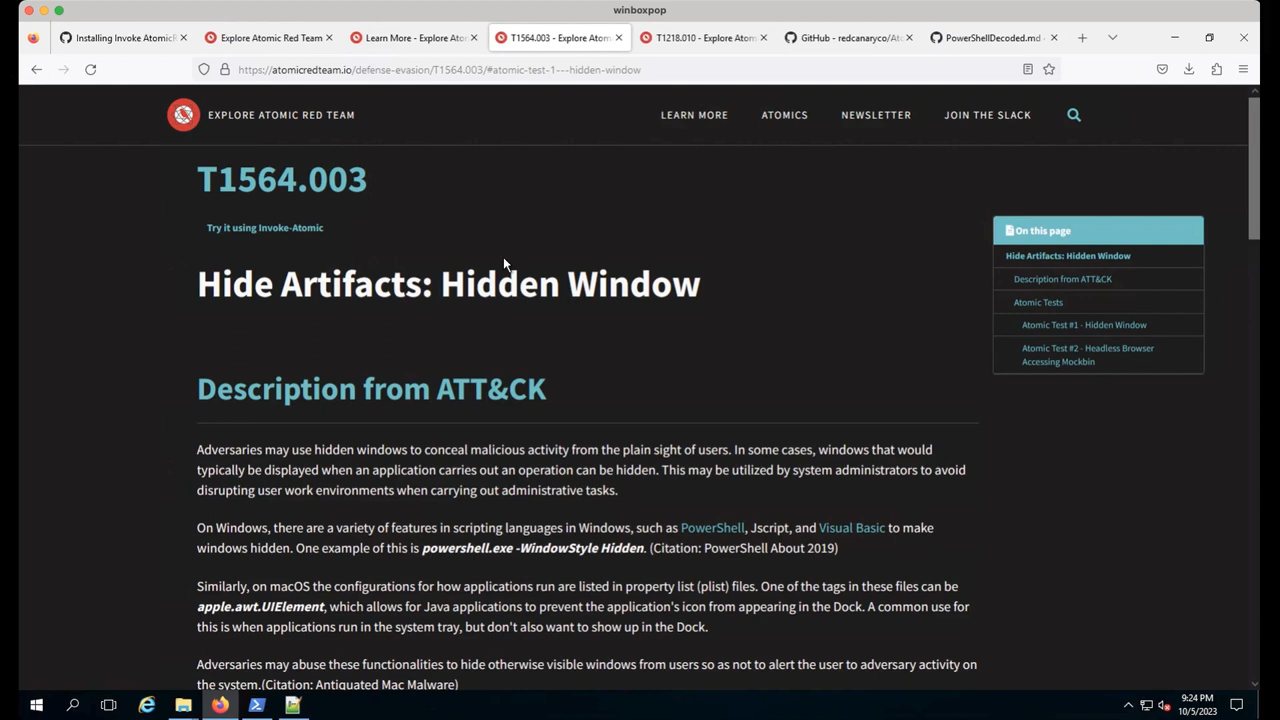 winboxpop
Installing Invoke AtomicR
Explore Atomic Red Team
Learn More - Explore Aton
T1564.003 - Explore Atom
T1218.010 - Explore Atom
GitHub - redcanaryco/Atc
PowerShellDecoded.md -
https://atomicredteam.io/defense-evasion/T1564.003/#atomic-test-1---hidden-window
EXPLORE ATOMIC RED TEAM
LEARN MORE
ATOMICS
NEWSLETTER
JOIN THE SLACK
T1564.003
Try it using Invoke-Atomic
Hide Artifacts: Hidden Window
On this page
Hide Artifacts: Hidden Window
Description from ATT&CK
Atomic Tests
Atomic Test #1 - Hidden Window
Atomic Test #2 - Headless Browser
Accessing Mockbin
Description from ATT&CK
Adversaries may use hidden windows to conceal malicious activity from the plain sight of users. In some cases, windows that would
typically be displayed when an application carries out an operation can be hidden. This may be utilized by system administrators to avoid
disrupting user work environments when carrying out administrative tasks.
On Windows, there are a variety of features in scripting languages in Windows, such as PowerShell, Jscript, and Visual Basic to make
windows hidden. One example of this is powershell.exe -WindowStyle Hidden. (Citation: PowerShell About 2019)
Similarly, on macOS the configurations for how applications run are listed in property list (plist) files. One of the tags in these files can be
apple.awt.UIElement, which allows for Java applications to prevent the application's icon from appearing in the Dock. A common use for
this is when applications run in the system tray, but don't also want to show up in the Dock.
Adversaries may abuse these functionalities to hide otherwise visible windows from users so as not to alert the user to adversary activity on
the system.(Citation: Antiquated Mac Malware)
9:24 PM
10/5/2023